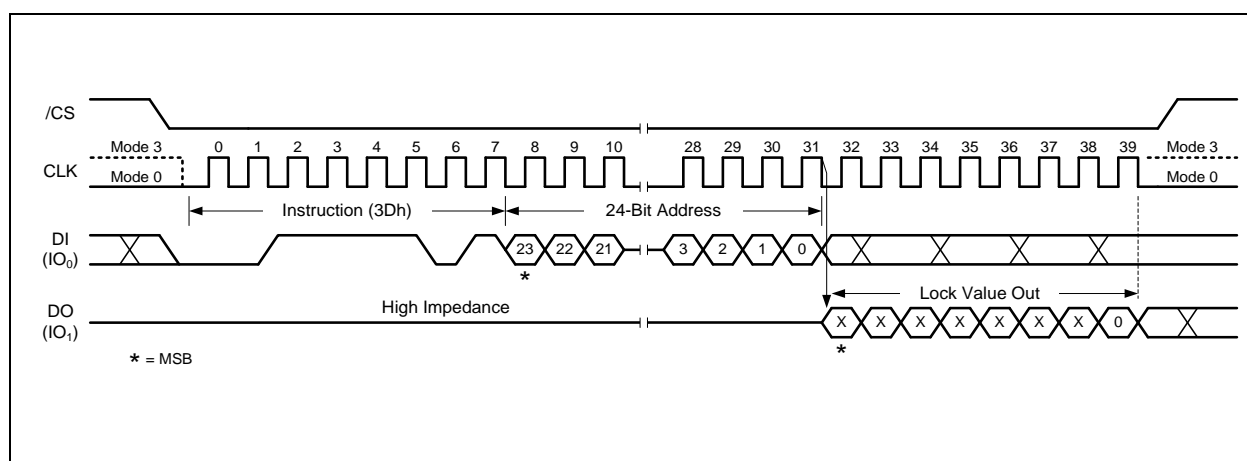 /CS
Mode 3 0 1 2 3 4 5 6 7 8 9 10 28 29 30 31 32 33 34 35 36 37 38 39 Mode 3
CLK Mode 0 Mode 0
Instruction (3Dh) 24-Bit Address
DI
(IO₀)
23 22 21 3 2 1 0
*
Lock Value Out
High Impedance
DO
(IO₁)
X X X X X X X 0
* = MSB *